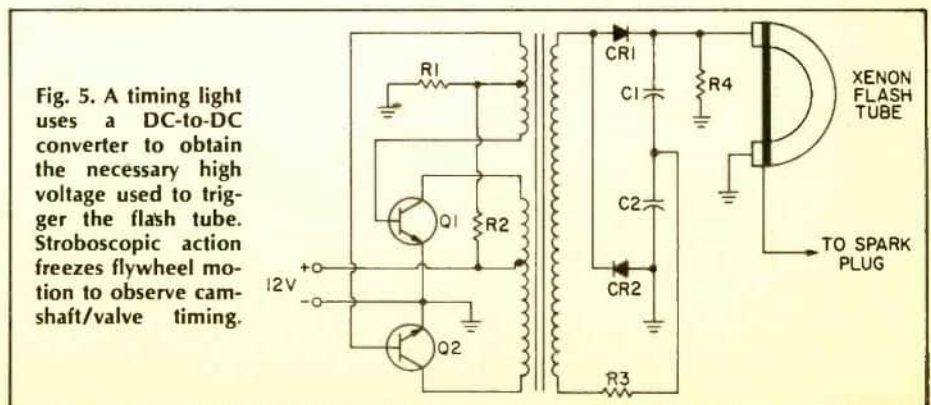 Fig. 5. A timing light
uses a DC-to-DC
converter to obtain
the necessary high
voltage used to trig-
ger the flash tube.
Stroboscopic action
freezes flywheel mo-
tion to observe cam-
shaft/valve timing.
R1
Q1
R2
+
12V
-
Q2
CR1
C1
R4
C2
CR2
R3
XENON
FLASH
TUBE
TO SPARK
PLUG